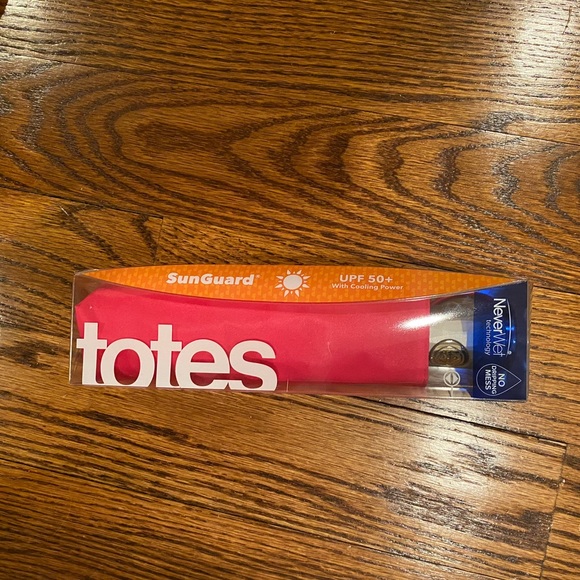 SunGuard®
UPF 50+
With Cooling Power
totes
NeverWet®
technology
NO
DRIPPING
MESS